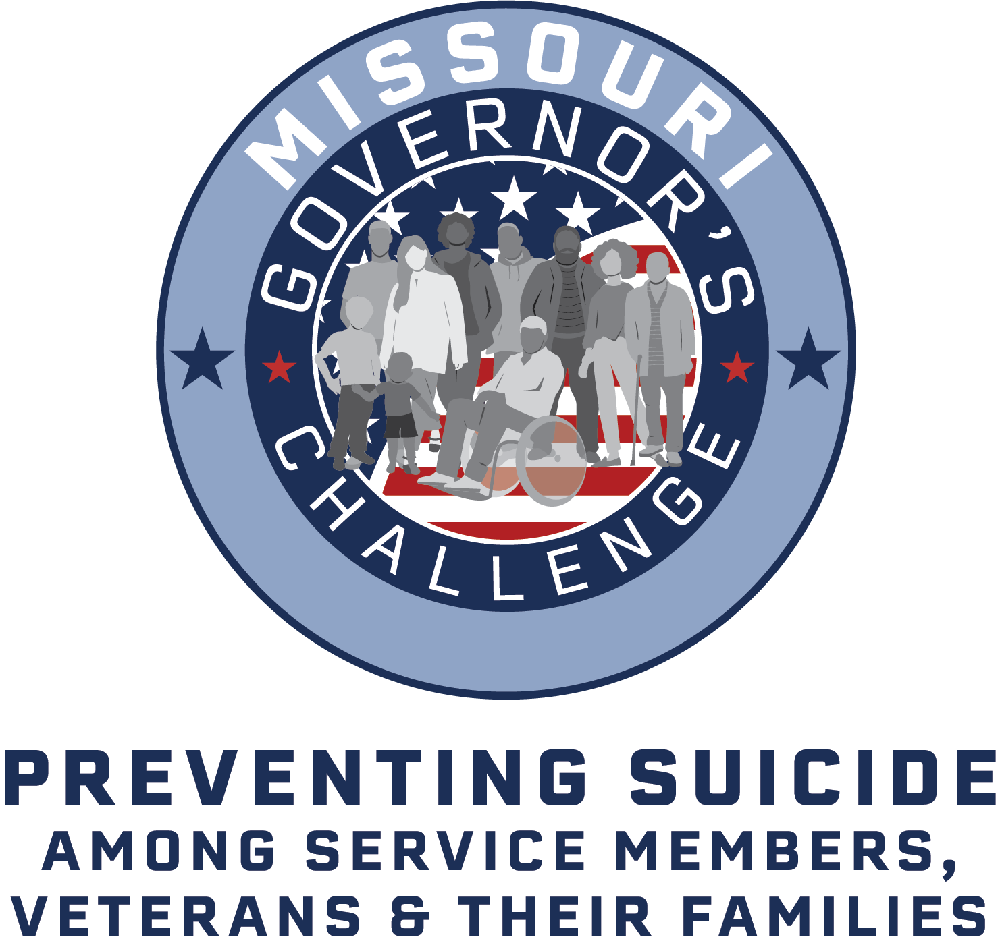 MISSOURI
GOVERNOR'S
CHALLENGE
PREVENTING SUICIDE
AMONG SERVICE MEMBERS,
VETERANS & THEIR FAMILIES